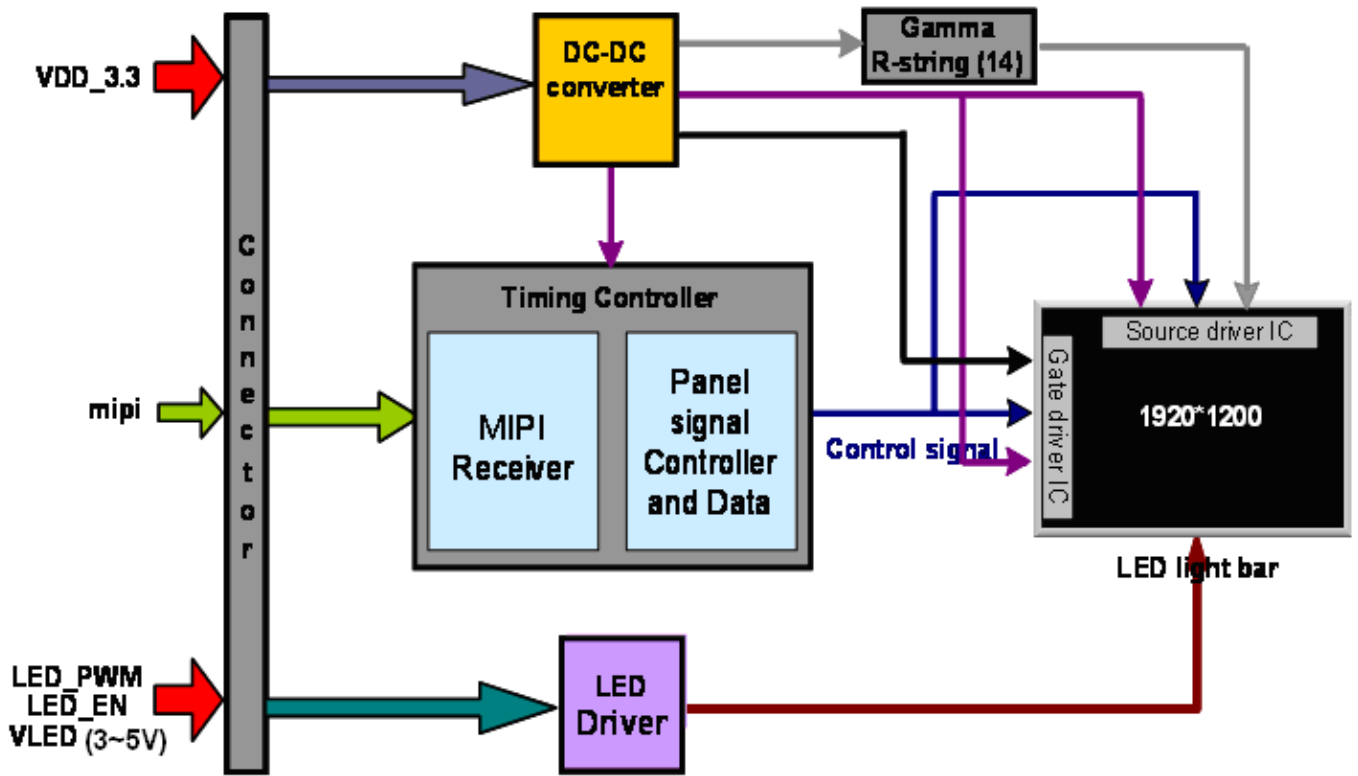 VDD_3.3
mipi
LED_PWM
LED_EN
VLED (3~5V)
Connector
DC-DC
converter
Gamma
R-string (14)
Timing Controller
MIPI
Receiver
Panel
signal
Controller
and Data
Control signal
Source driver IC
Gate driver IC
1920*1200
LED light bar
LED
Driver